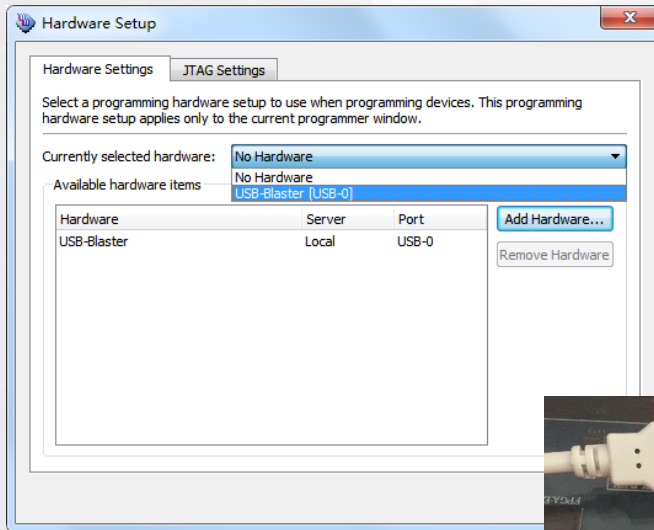 Hardware Setup
Hardware Settings JTAG Settings
Select a programming hardware setup to use when programming devices. This programming
hardware setup applies only to the current programmer window.
Currently selected hardware: No Hardware
No Hardware
USB-Blaster [USB-0]
Available hardware items
Hardware Server Port
USB-Blaster Local USB-0
Add Hardware...
Remove Hardware